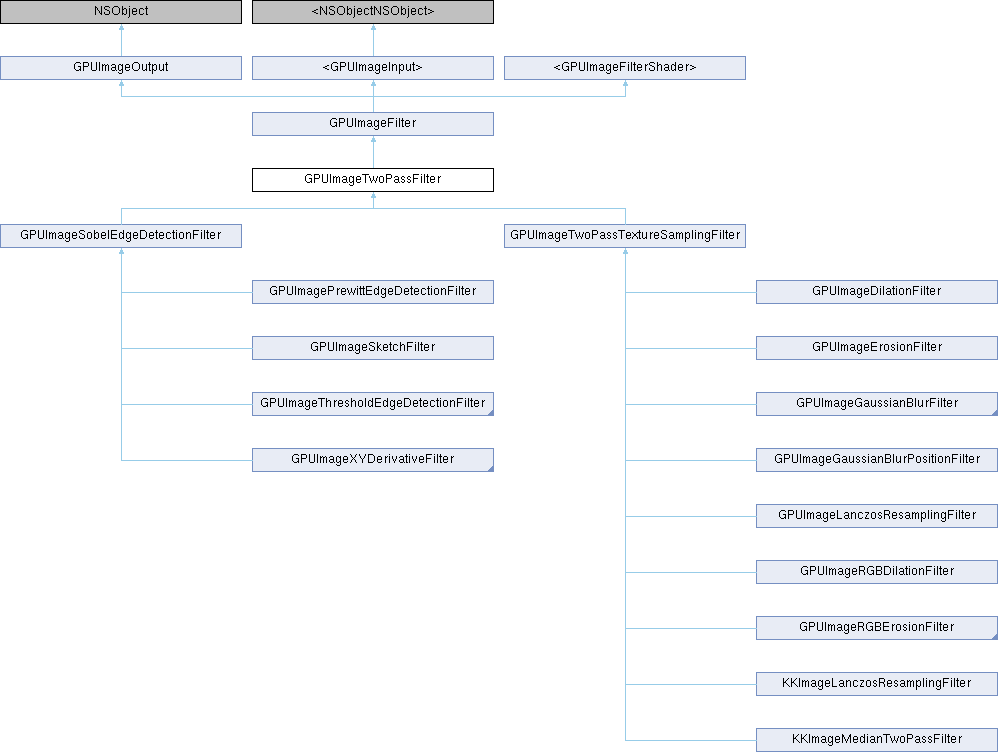 NSObject
<NSObjectNSObject>
GPUImageOutput
<GPUImageInput>
<GPUImageFilterShader>
GPUImageFilter
GPUImageTwoPassFilter
GPUImageSobelEdgeDetectionFilter
GPUImageTwoPassTextureSamplingFilter
GPUImagePrewittEdgeDetectionFilter
GPUImageDilationFilter
GPUImageSketchFilter
GPUImageErosionFilter
GPUImageThresholdEdgeDetectionFilter
GPUImageGaussianBlurFilter
GPUImageXYDerivativeFilter
GPUImageGaussianBlurPositionFilter
GPUImageLanczosResamplingFilter
GPUImageRGBDilationFilter
GPUImageRGBErosionFilter
KKImageLanczosResamplingFilter
KKImageMedianTwoPassFilter